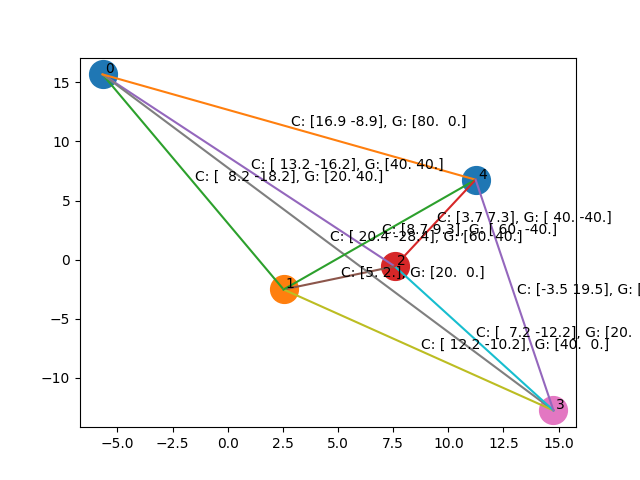 0
15
C: [16.9 -8.9], G: [80.  0.]
10
C: [ 13.2 -16.2], G: [40. 40.]
4
C: [  8.2 -18.2], G: [20. 40.]
5
C: [3.7 7.3], G: [ 40. -40.]
C: [8.7 9.3], G: [ 60. -40.]
C: [ 20.4 -28.4], G: [60. 40.]
0
2
C: [5.  2.], G: [20.  0.]
1
C: [-3.5 19.5], G: [
−5
C: [  7.2 -12.2], G: [20.
C: [ 12.2 -10.2], G: [40.  0.]
−10
3
−5.0 −2.5 0.0 2.5 5.0 7.5 10.0 12.5 15.0